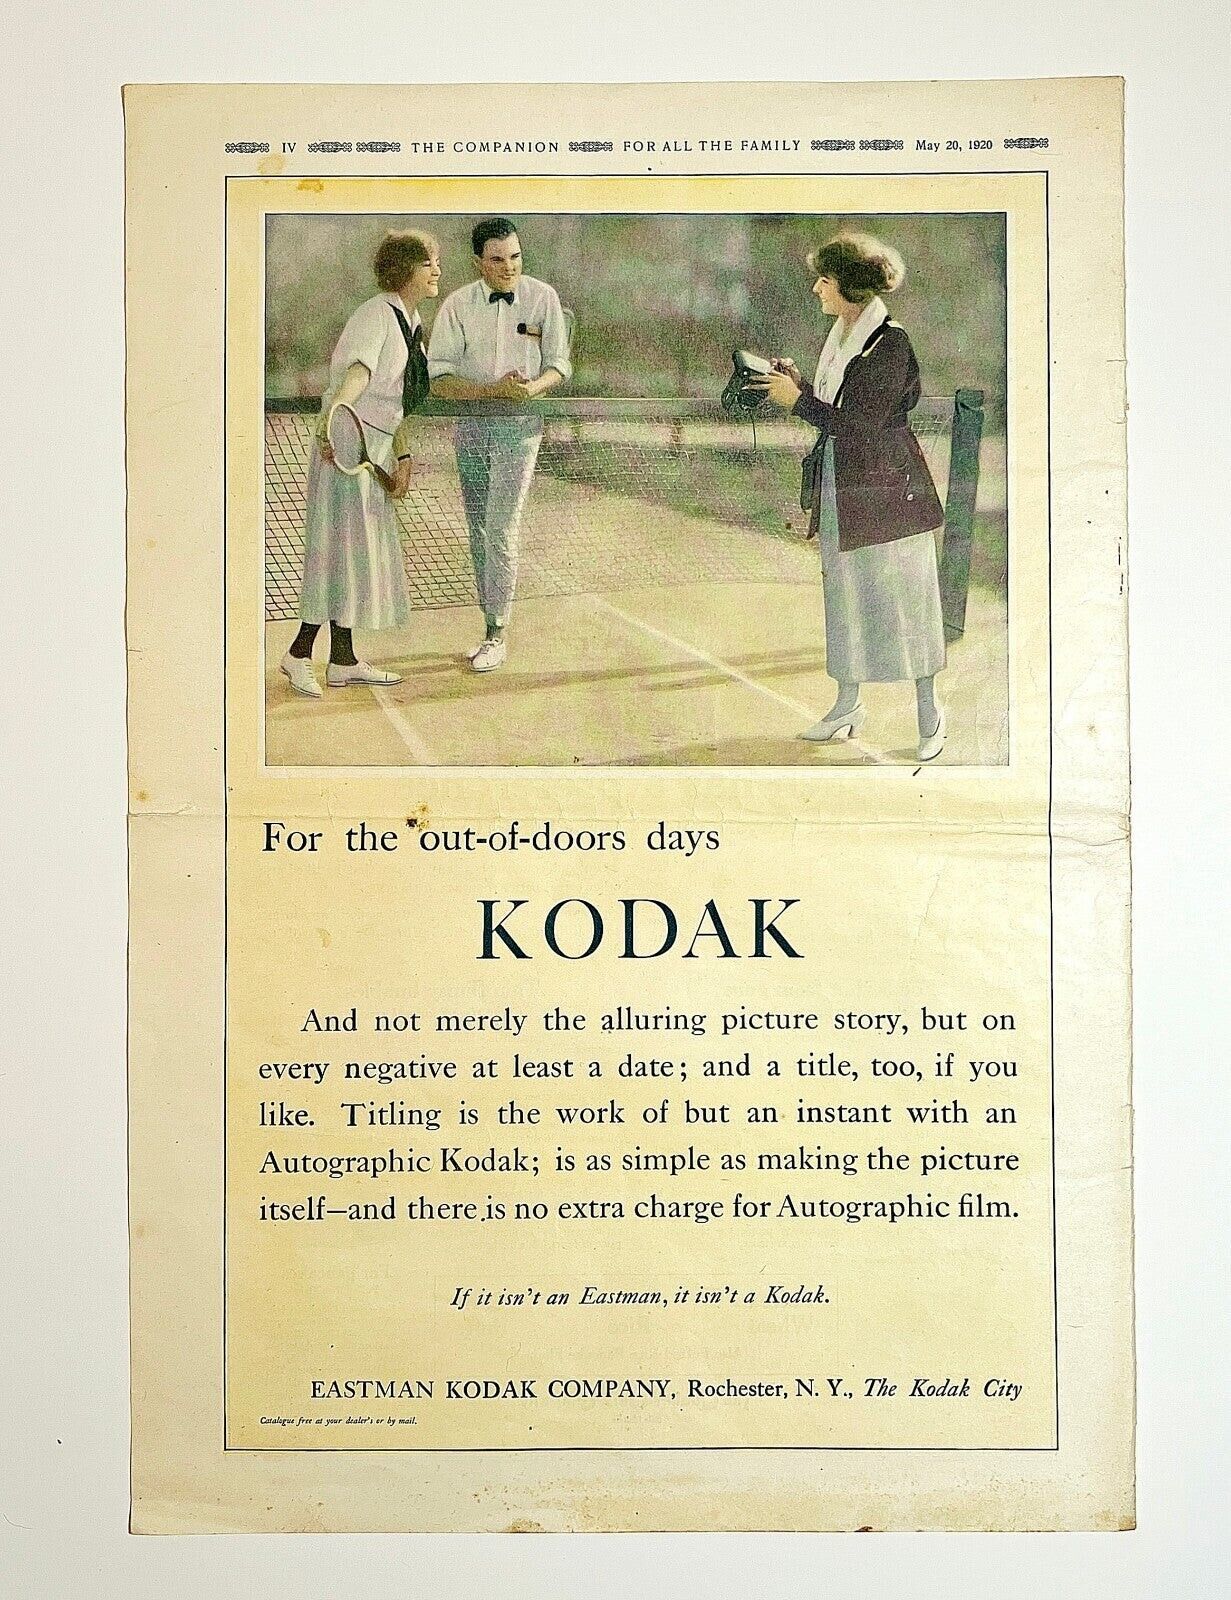 IV THE COMPANION FOR ALL THE FAMILY May 20, 1920
For the out-of-doors days
KODAK
And not merely the alluring picture story, but on
every negative at least a date; and a title, too, if you
like. Titling is the work of but an instant with an
Autographic Kodak; is as simple as making the picture
itself—and there is no extra charge for Autographic film.
If it isn't an Eastman, it isn't a Kodak.
EASTMAN KODAK COMPANY, Rochester, N. Y., The Kodak City
Catalogue free at your dealer's or by mail.